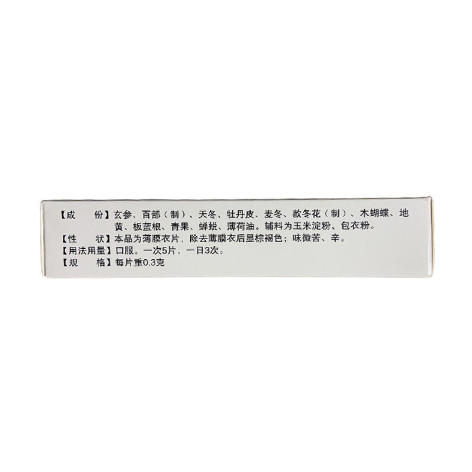 【成　　份】玄参、百部（制）、天冬、牡丹皮、麦冬、款冬花（制）、木蝴蝶、地
黄、板蓝根、青果、蝉蜕、薄荷油。辅料为玉米淀粉、包衣粉。
【性　　状】本品为薄膜衣片，除去薄膜衣后显棕褐色；味微苦、辛。
【用法用量】口服。一次5片，一日3次。
【规　　格】每片重0.3克